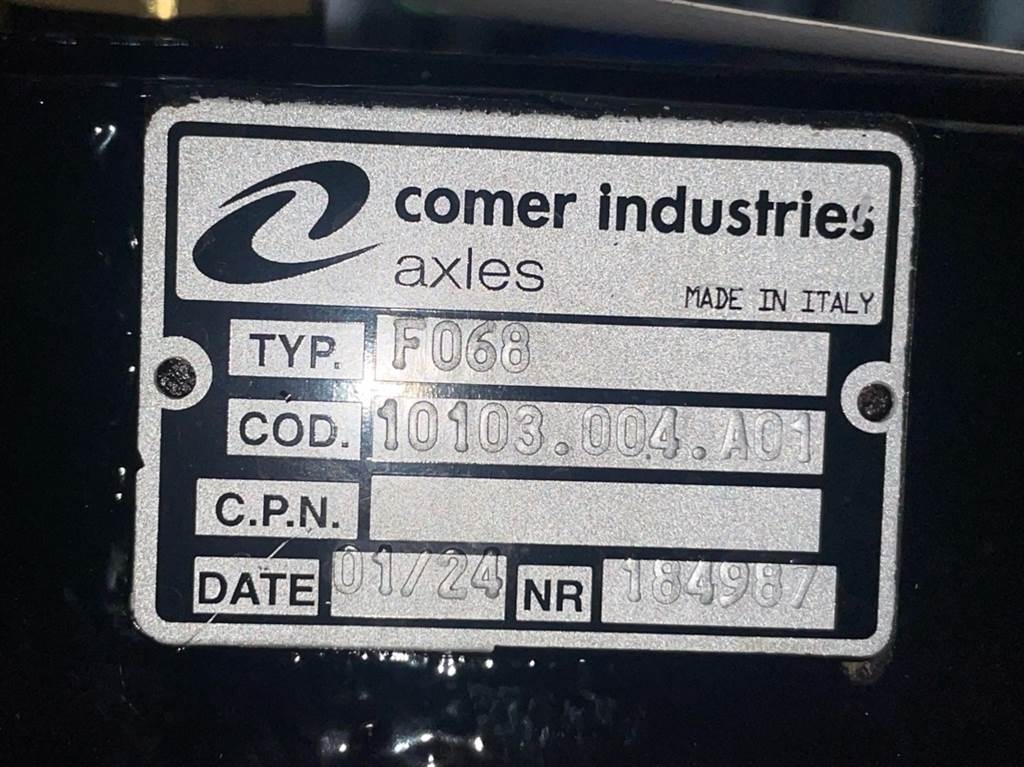 comer industries
axles
MADE IN ITALY
TYP. F068
COD. 10103.004.A01
C.P.N.
DATE 01/24 NR 184987